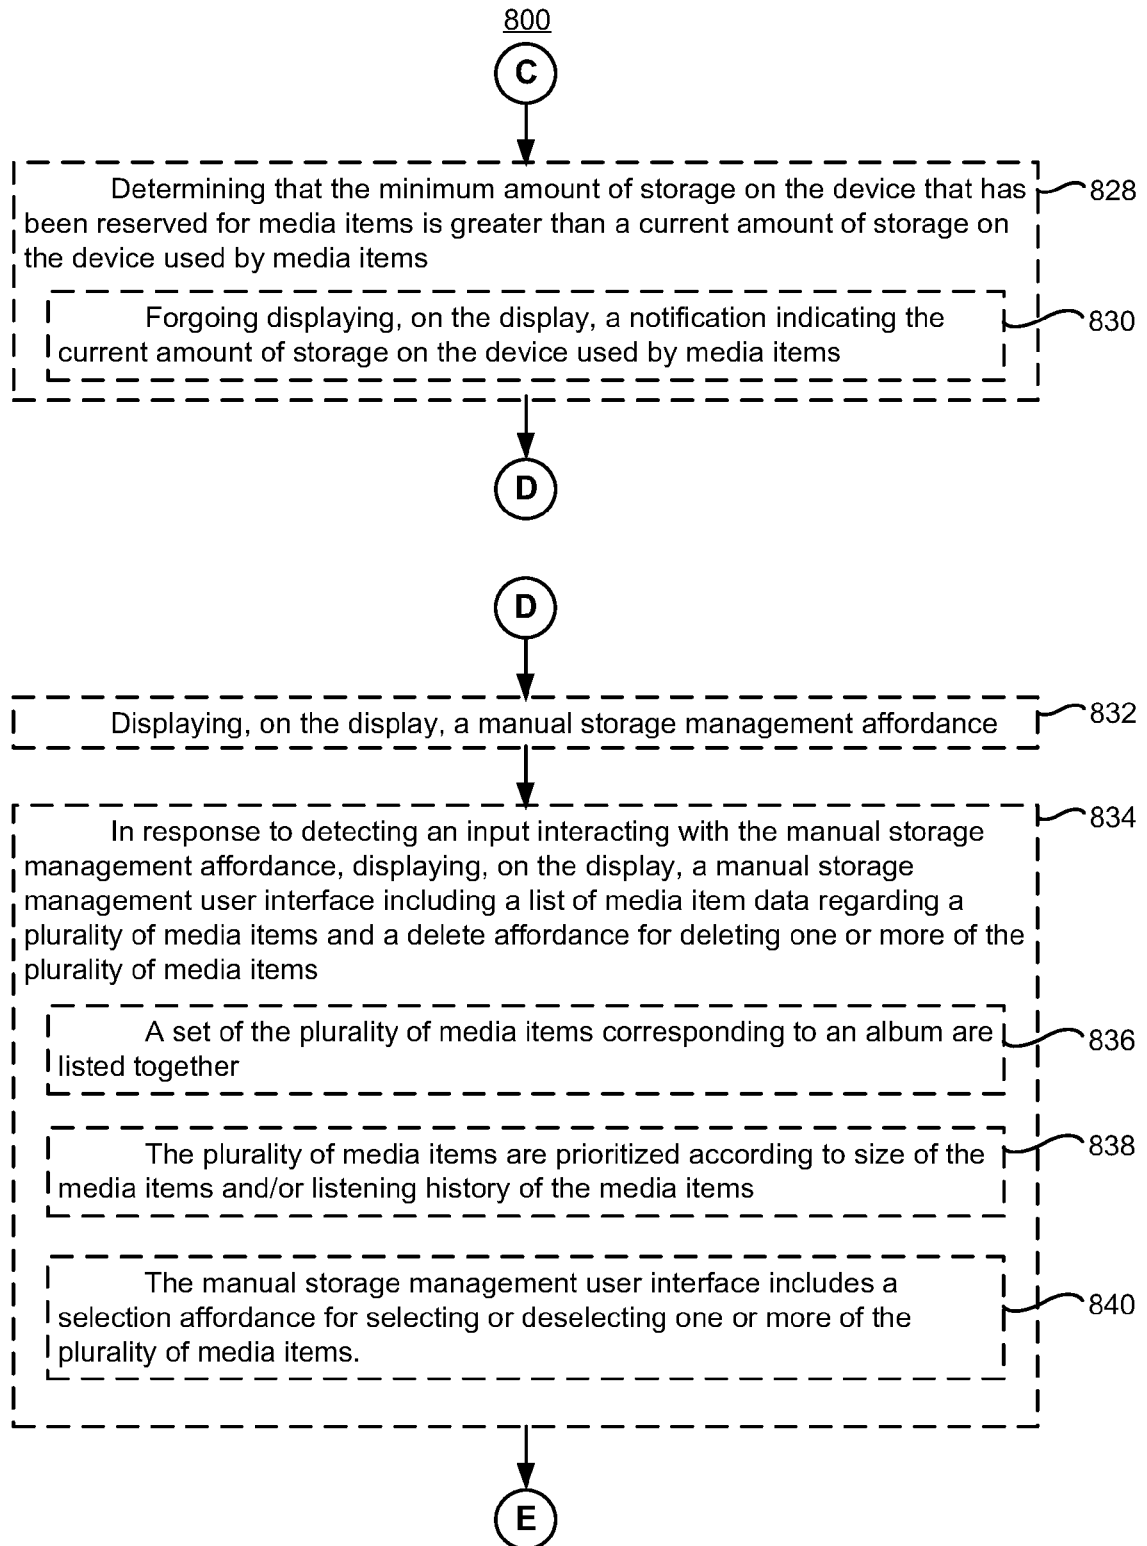 800
C
Determining that the minimum amount of storage on the device that has
been reserved for media items is greater than a current amount of storage on
the device used by media items
828
Forgoing displaying, on the display, a notification indicating the
current amount of storage on the device used by media items
830
D
D
Displaying, on the display, a manual storage management affordance
832
In response to detecting an input interacting with the manual storage
management affordance, displaying, on the display, a manual storage
management user interface including a list of media item data regarding a
plurality of media items and a delete affordance for deleting one or more of the
plurality of media items
834
A set of the plurality of media items corresponding to an album are
listed together
836
The plurality of media items are prioritized according to size of the
media items and/or listening history of the media items
838
The manual storage management user interface includes a
selection affordance for selecting or deselecting one or more of the
plurality of media items.
840
E